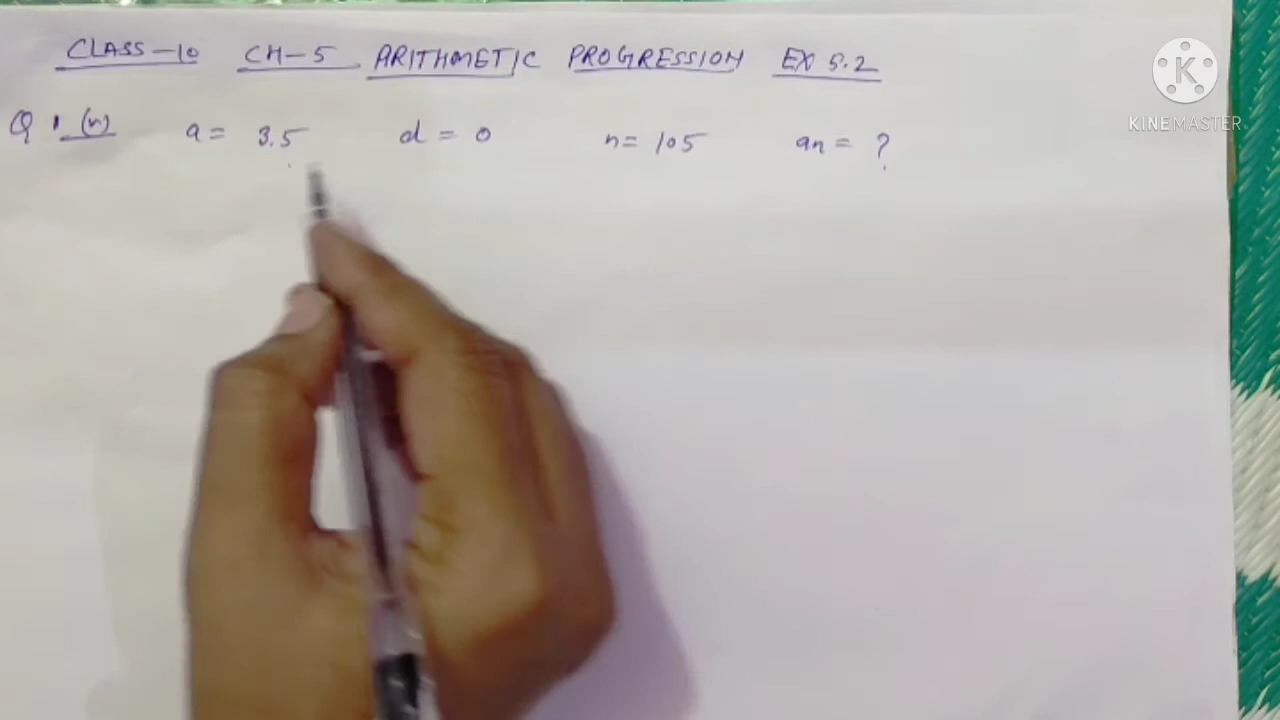 CLASS-10 CH-5 ARITHMETIC PROGRESSION EX 5.2
Q 1 (v) a = 3.5 d = 0 n = 105 an = ?
K
KINEMASTER